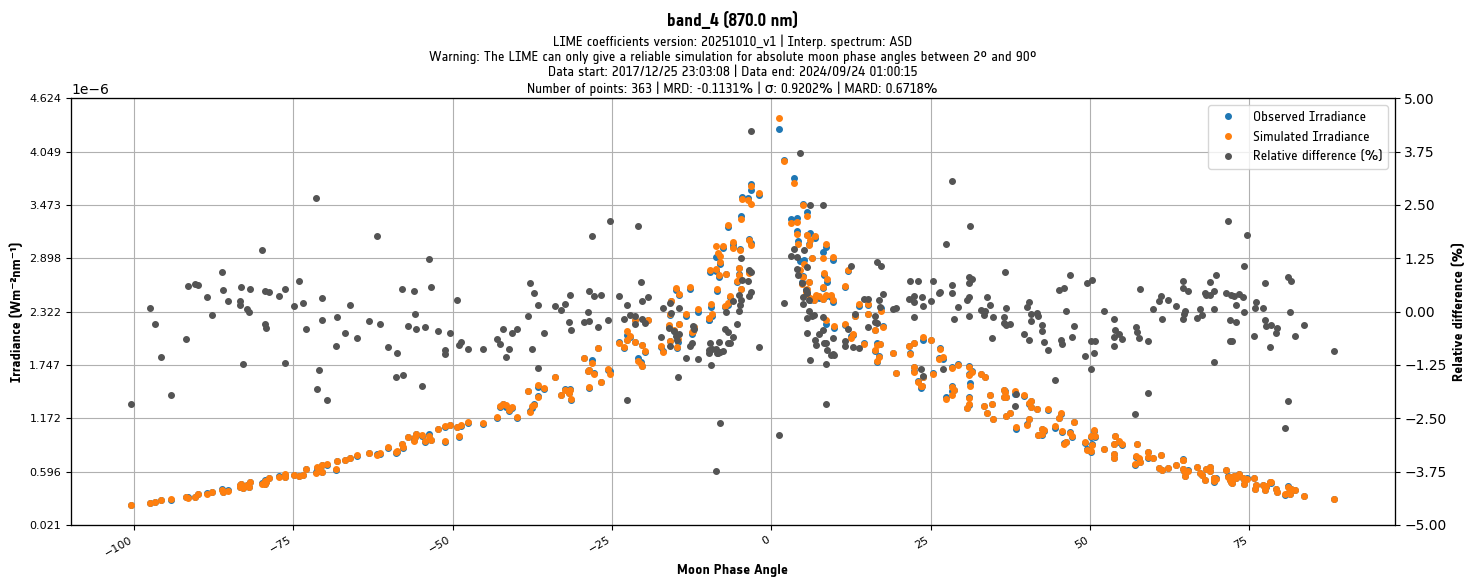 band_4 (870.0 nm)
LIME coefficients version: 20251010_v1 | Interp. spectrum: ASD
Warning: The LIME can only give a reliable simulation for absolute moon phase angles between 2º and 90º
Data start: 2017/12/25 23:03:08 | Data end: 2024/09/24 01:00:15
Number of points: 363 | MRD: -0.1131% | σ: 0.9202% | MARD: 0.6718%
1e−6
4.624
4.049
3.473
2.898
2.322
1.747
1.172
0.596
0.021
Irradiance (Wm⁻²nm⁻¹)
Observed Irradiance
Simulated Irradiance
Relative difference (%)
5.00
3.75
2.50
1.25
0.00
−1.25
−2.50
−3.75
−5.00
Relative difference (%)
−100
−75
−50
−25
0
25
50
75
Moon Phase Angle